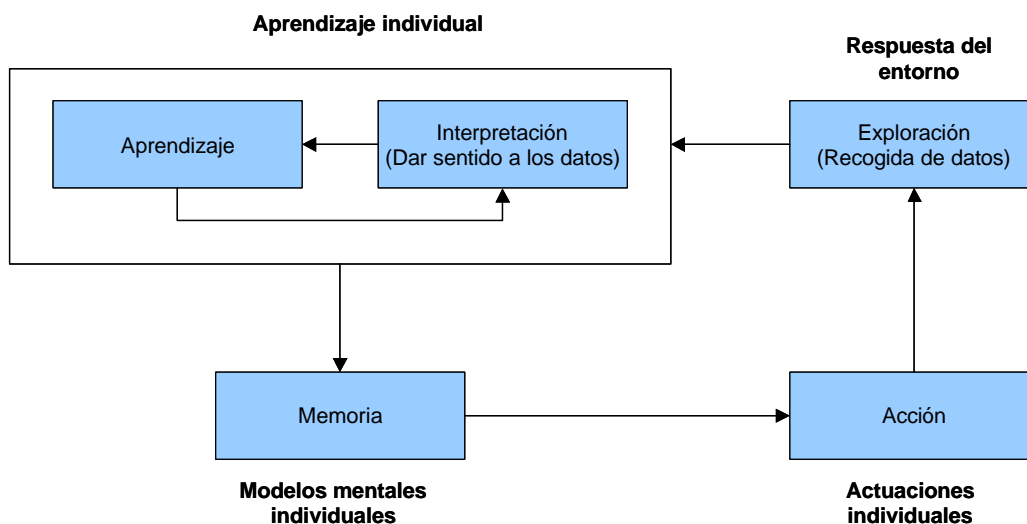 Aprendizaje individual
Respuesta del
entorno
Aprendizaje
Interpretación
(Dar sentido a los datos)
Exploración
(Recogida de datos)
Memoria
Acción
Modelos mentales
individuales
Actuaciones
individuales